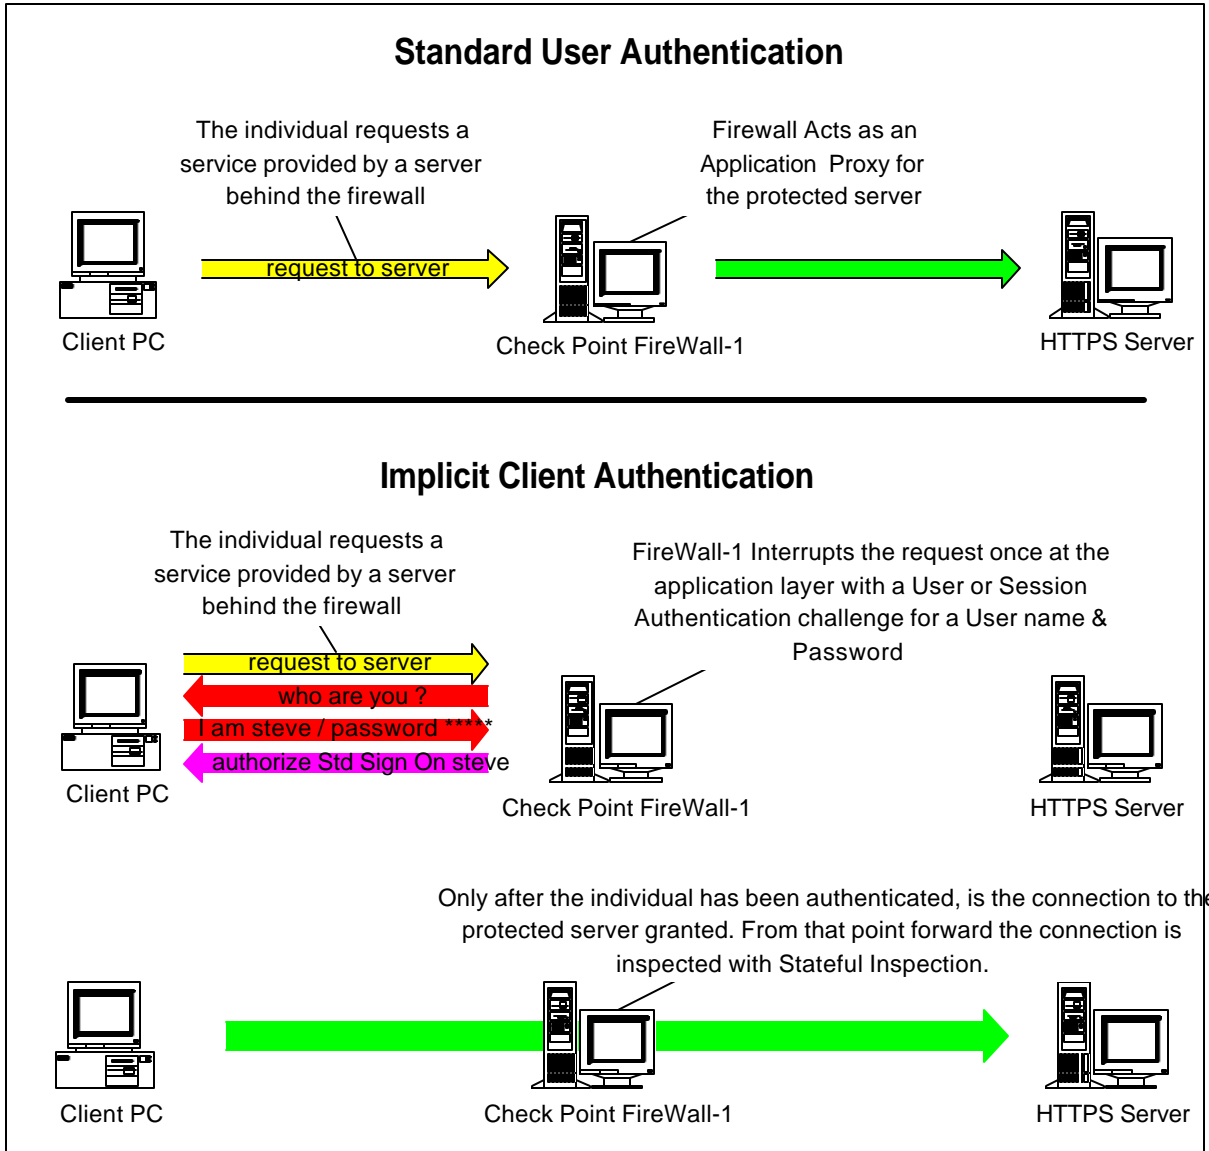 Standard User Authentication
The individual requests a
service provided by a server
behind the firewall
Firewall Acts as an
Application Proxy for
the protected server
request to server
Client PC
Check Point FireWall-1
HTTPS Server
Implicit Client Authentication
The individual requests a
service provided by a server
behind the firewall
FireWall-1 Interrupts the request once at the
application layer with a User or Session
Authentication challenge for a User name &
Password
request to server
who are you ?
I am steve / password *****
authorize Std Sign On steve
Client PC
Check Point FireWall-1
HTTPS Server
Only after the individual has been authenticated, is the connection to the
protected server granted. From that point forward the connection is
inspected with Stateful Inspection.
Client PC
Check Point FireWall-1
HTTPS Server